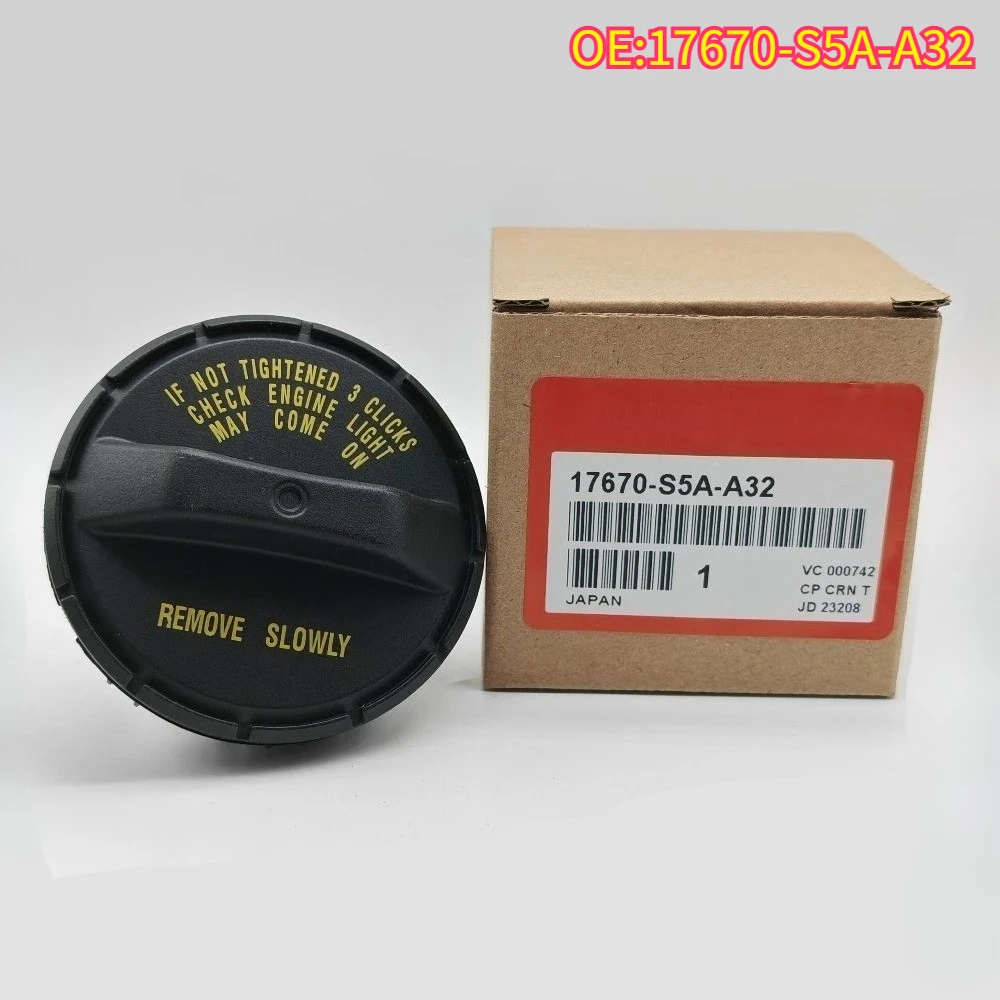 OE:17670-S5A-A32
IF NOT TIGHTENED 3 CLICKS
CHECK ENGINE LIGHT
MAY COME ON
REMOVE SLOWLY
17670-S5A-A32
1
VC 000742
CP CRN T
JAPAN
JD 23208